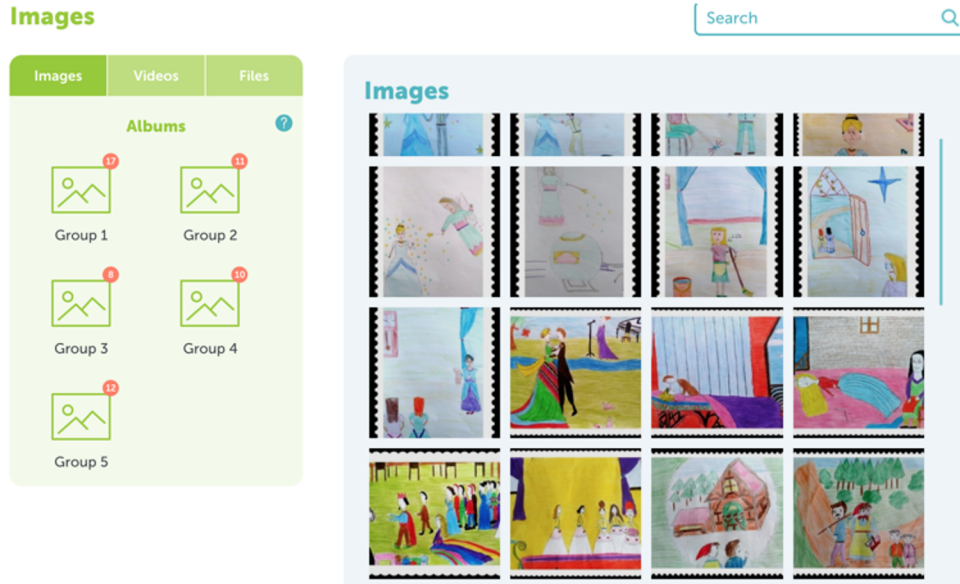 Images
Search
Images Videos Files
Albums ?
17 11
Group 1 Group 2
8 10
Group 3 Group 4
12
Group 5
Images